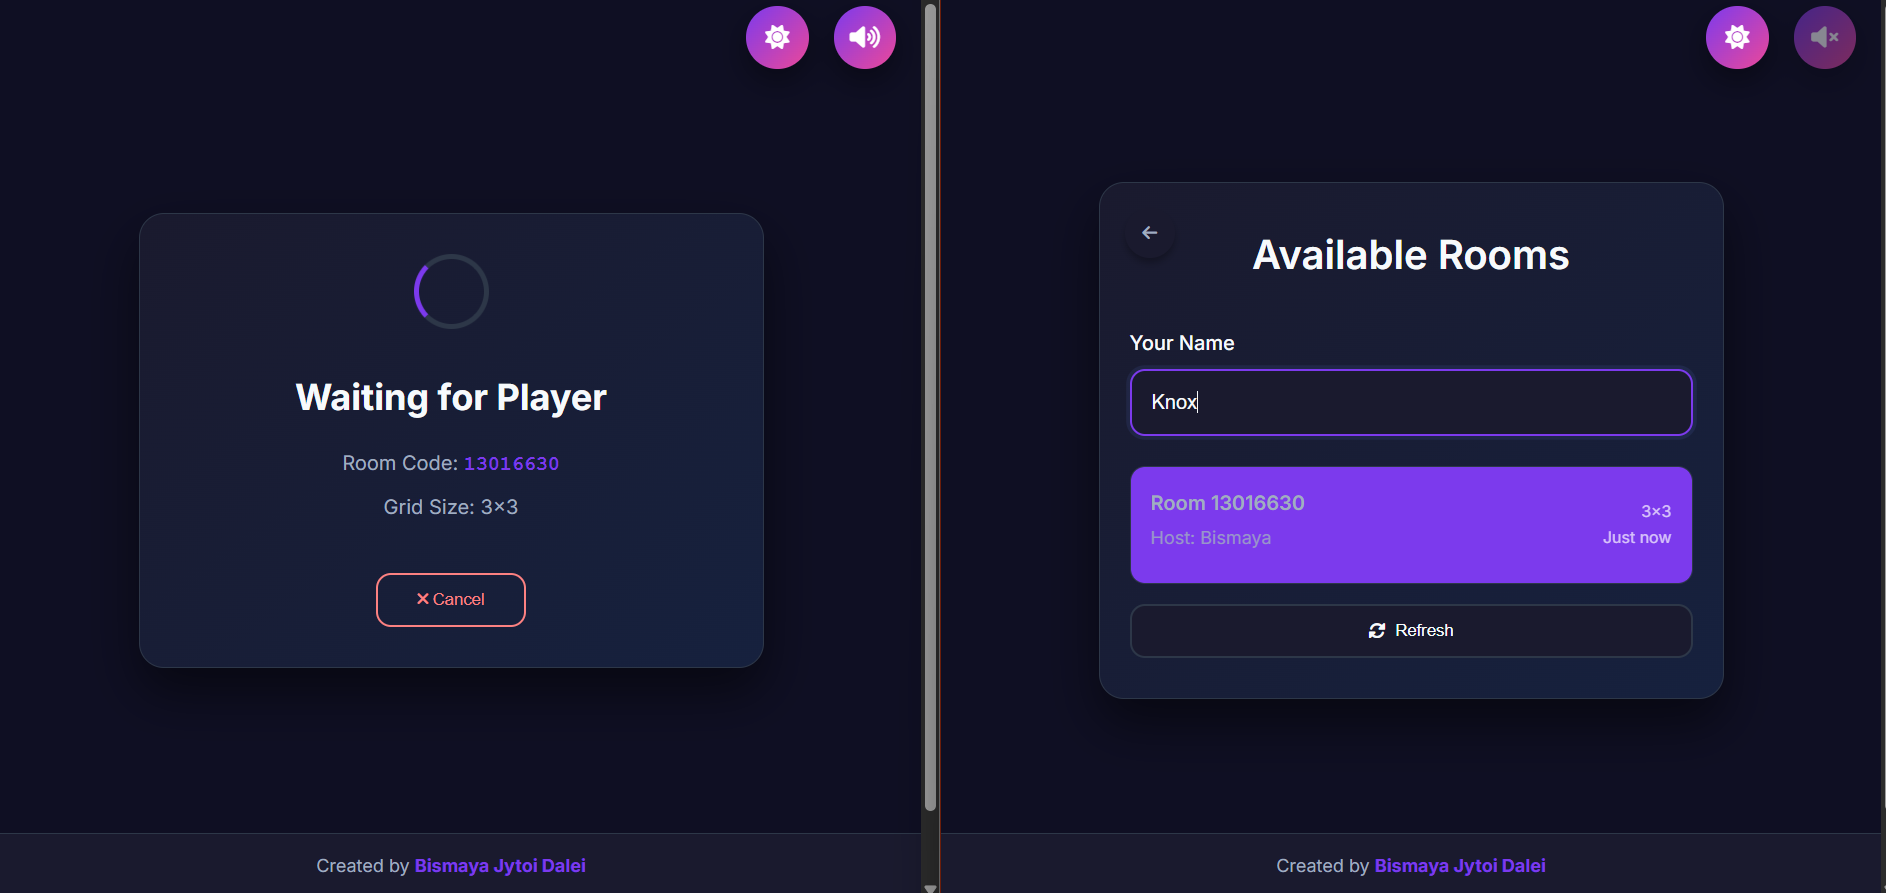 Waiting for Player
Room Code: 13016630
Grid Size: 3×3
Cancel
Created by Bismaya Jytoi Dalei
Available Rooms
Your Name
Knox
Room 13016630
3×3
Host: Bismaya
Just now
Refresh
Created by Bismaya Jytoi Dalei